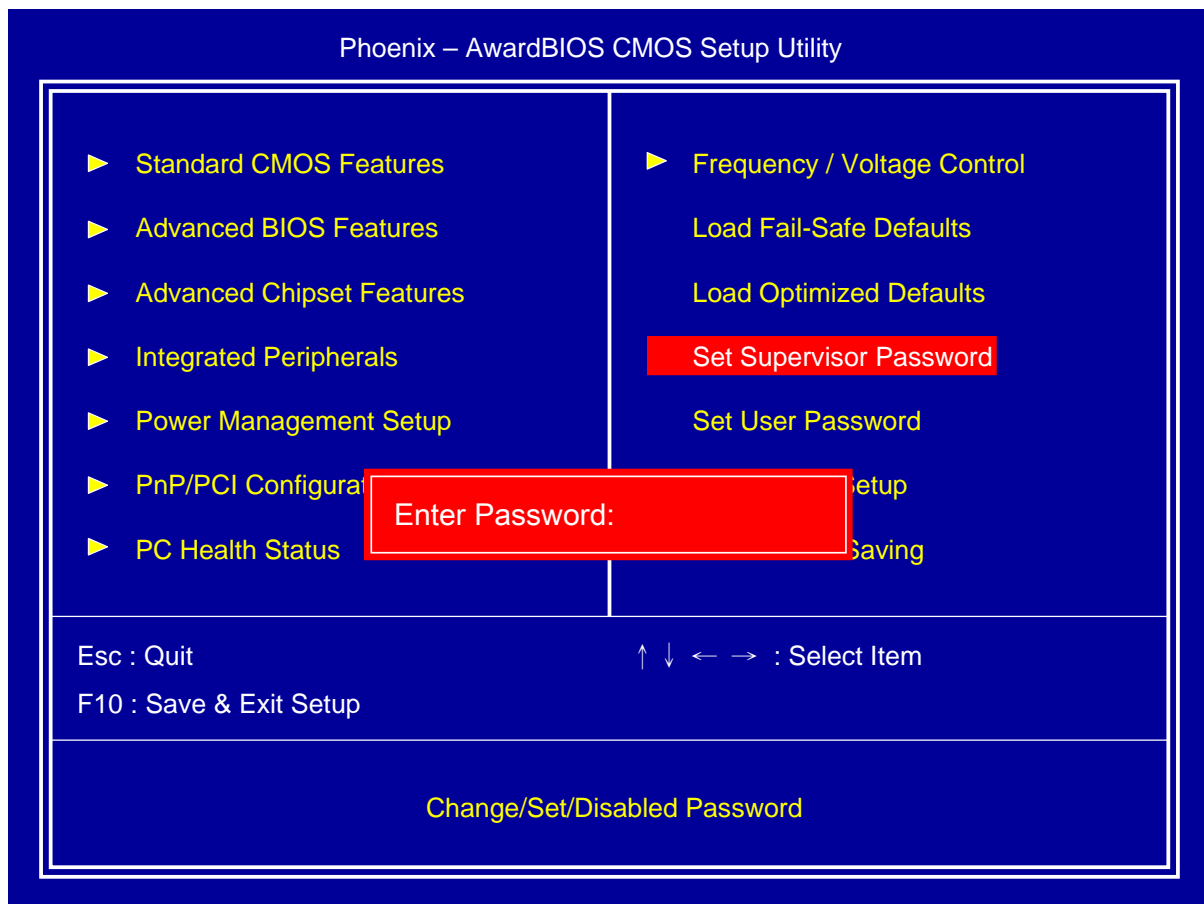 Phoenix – AwardBIOS CMOS Setup Utility
Standard CMOS Features
Advanced BIOS Features
Advanced Chipset Features
Integrated Peripherals
Power Management Setup
PnP/PCI
PC Health Status
Frequency / Voltage Control
Load Fail-Safe Defaults
Load Optimized Defaults
Set Supervisor Password
Set User Password
Setup
Saving
Enter Password:
Esc : Quit
↑ ↓ ← → : Select Item
F10 : Save & Exit Setup
Change/Set/Disabled Password